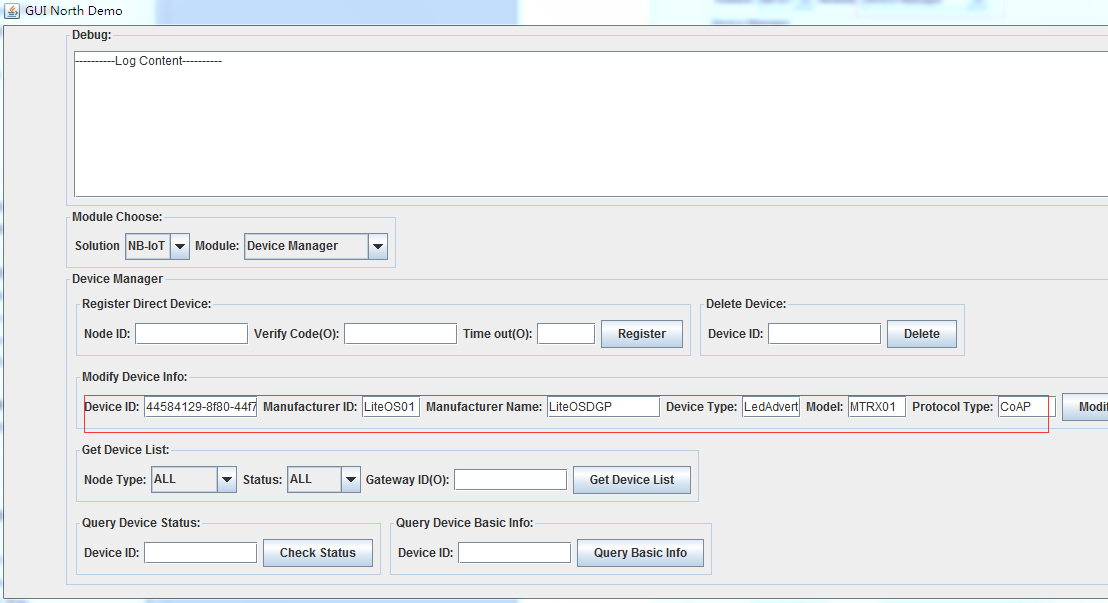 GUI North Demo
Debug:
----------Log Content----------
Module Choose:
Solution NB-IoT Module: Device Manager
Device Manager
Register Direct Device: Delete Device:
Node ID: Verify Code(O): Time out(O): Register Device ID: Delete
Modify Device Info:
Device ID: 44584129-8f80-44f7 Manufacturer ID: LiteOS01 Manufacturer Name: LiteOSDGP Device Type: LedAdvert Model: MTRX01 Protocol Type: CoAP Modif
Get Device List:
Node Type: ALL Status: ALL Gateway ID(O): Get Device List
Query Device Status: Query Device Basic Info:
Device ID: Check Status Device ID: Query Basic Info